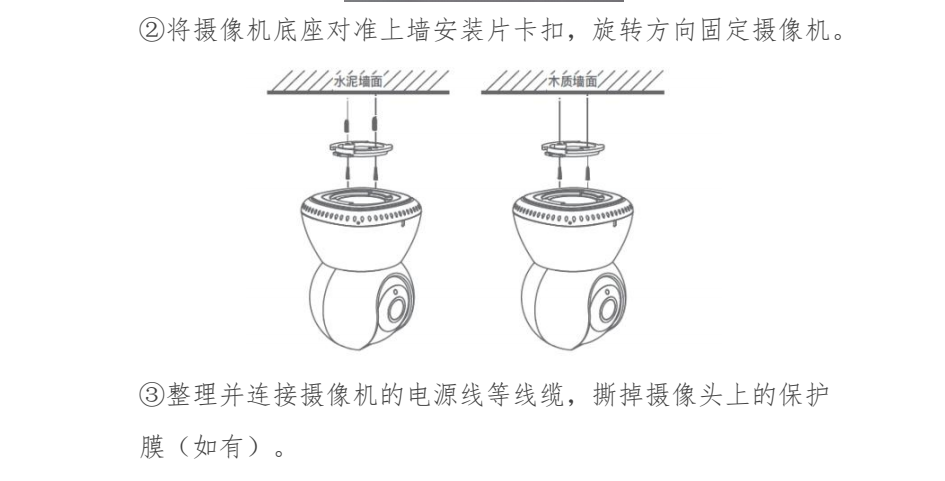 ②将摄像机底座对准上墙安装片卡扣，旋转方向固定摄像机。
水泥墙面 木质墙面
③整理并连接摄像机的电源线等线缆，撕掉摄像头上的保护
膜（如有）。